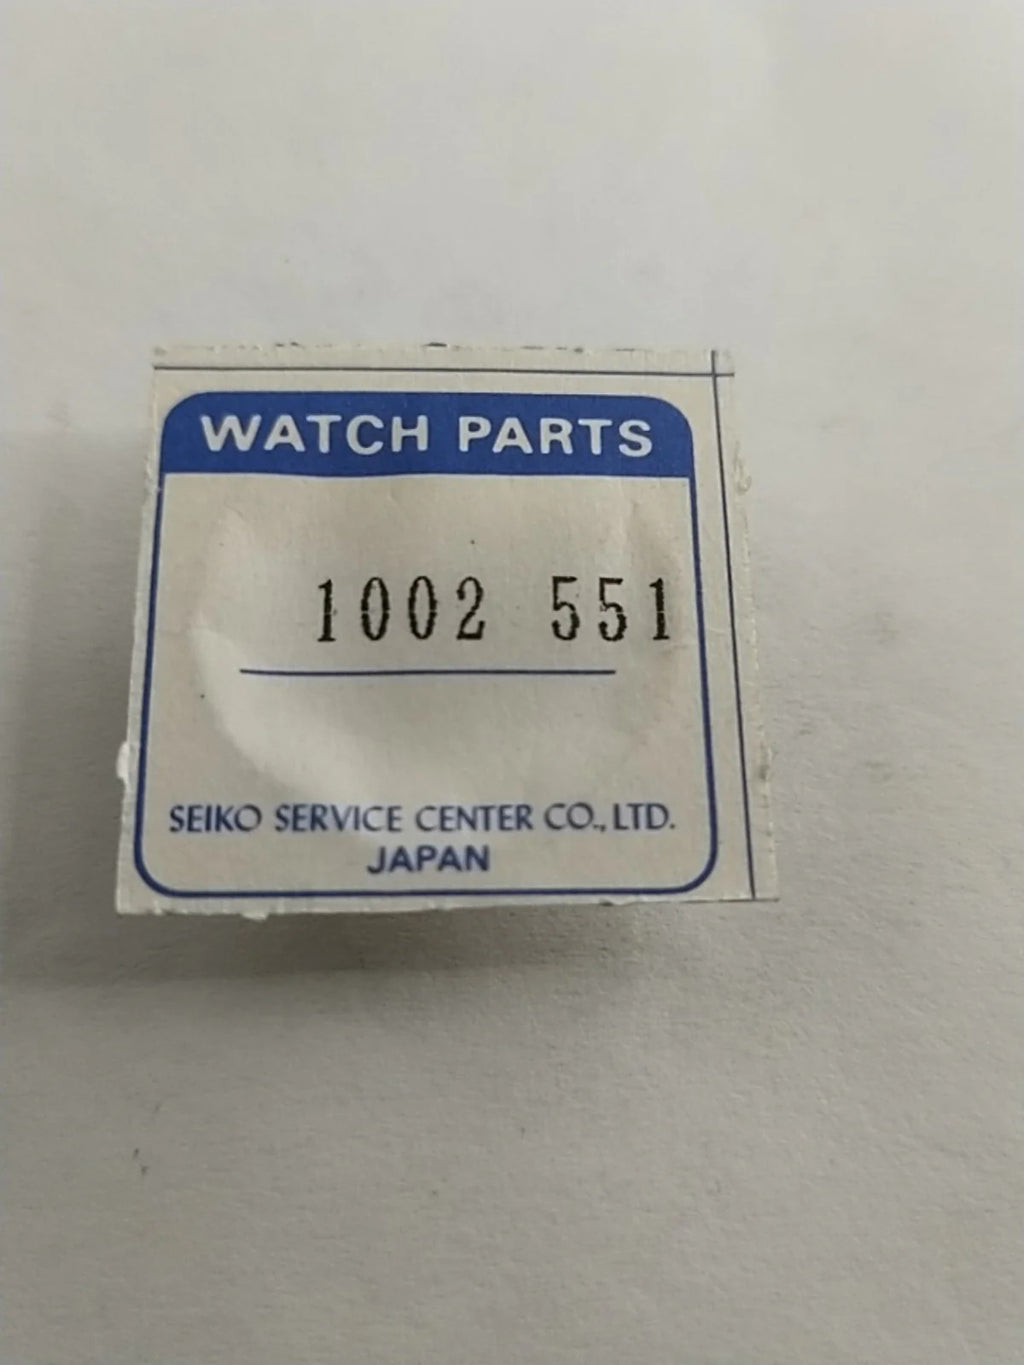 WATCH PARTS
1002 551
SEIKO SERVICE CENTER CO., LTD.
JAPAN